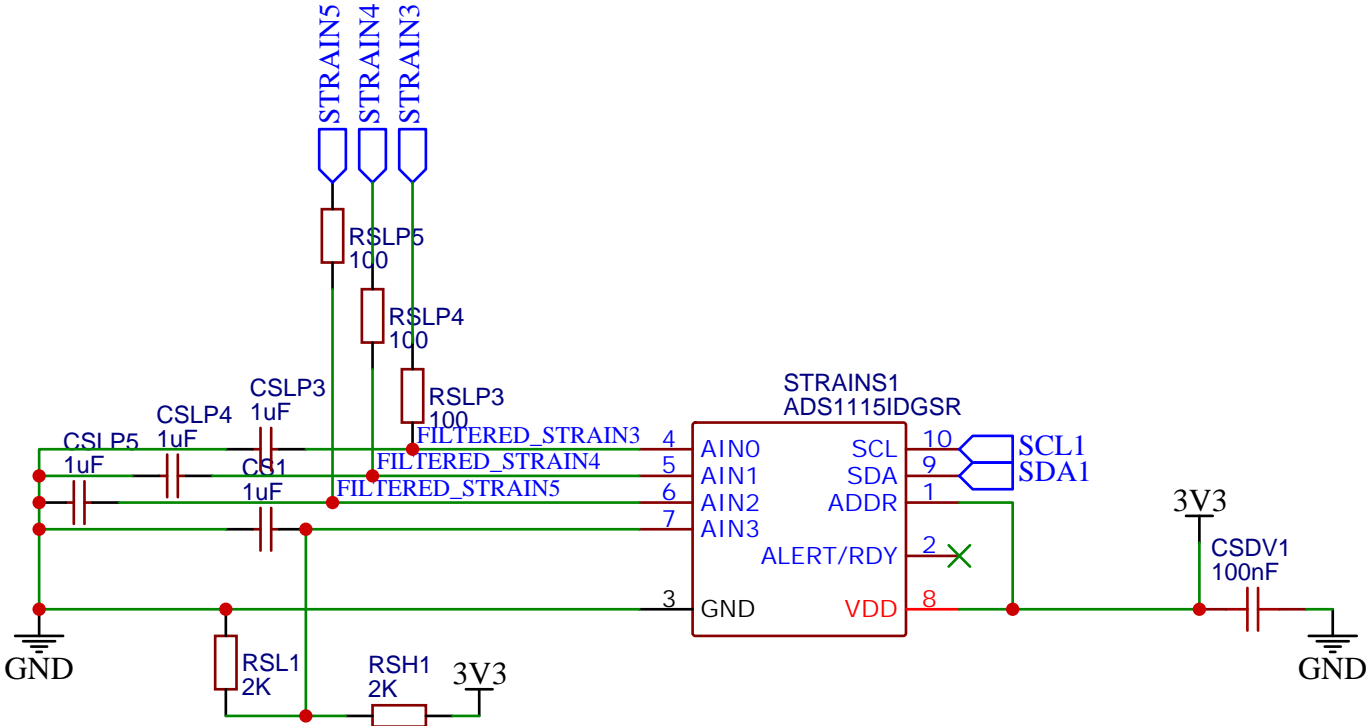 STRAIN5
STRAIN4
STRAIN3
RSLP5
100
RSLP4
100
RSLP3
100
CSLP3
1uF
CSLP4
1uF
CSLP5
1uF
CS1
1uF
FILTERED_STRAIN3
FILTERED_STRAIN4
FILTERED_STRAIN5
STRAINS1
ADS1115IDGSR
4 AIN0
5 AIN1
6 AIN2
7 AIN3
3 GND
SCL 10 SCL1
SDA 9 SDA1
ADDR 1
ALERT/RDY 2
VDD 8
3V3
CSDV1
100nF
GND
GND
RSL1
2K
RSH1
2K
3V3